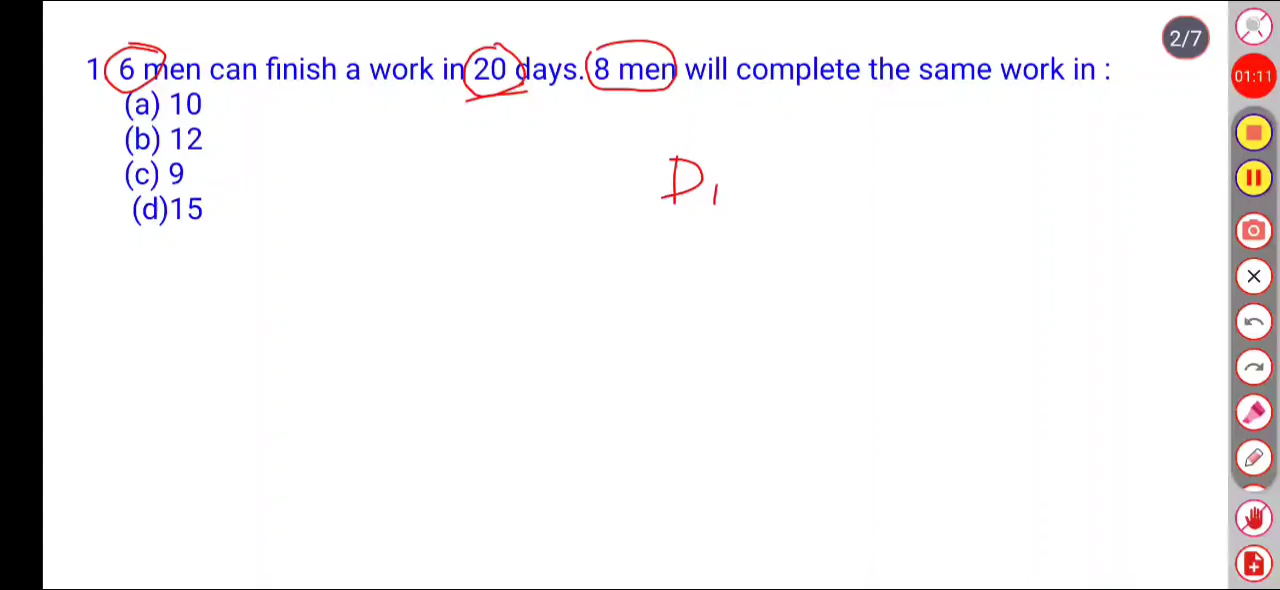 2/7
1 6 men can finish a work in 20 days. 8 men will complete the same work in :
01:11
(a) 10
(b) 12
(c) 9
(d)15
D₁